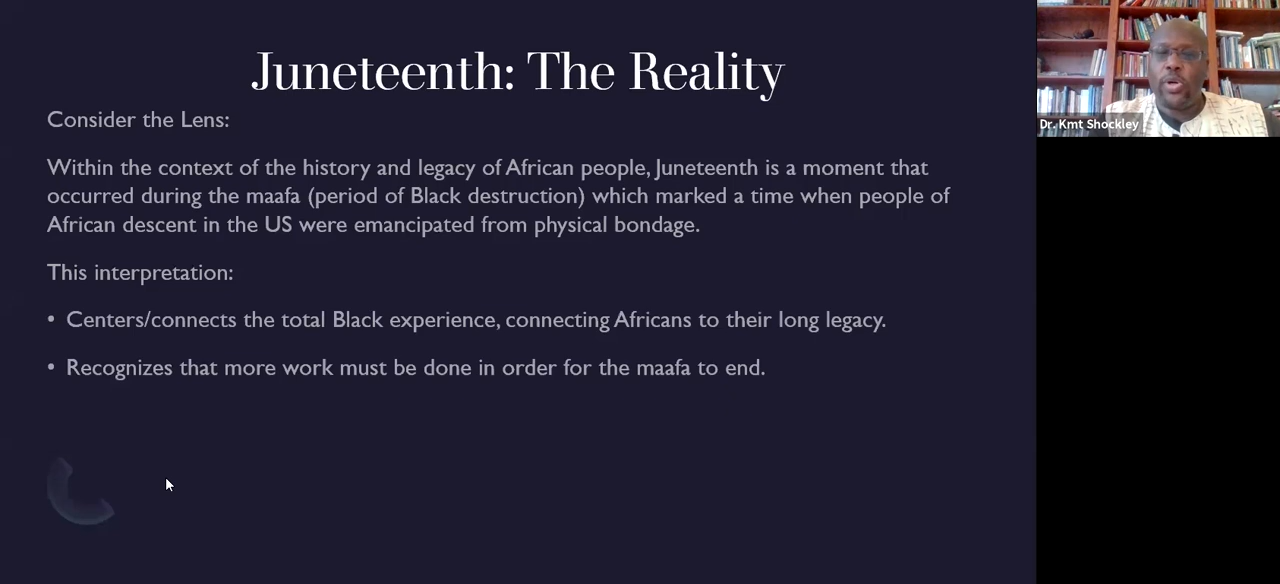 Juneteenth: The Reality
Consider the Lens:
Within the context of the history and legacy of African people, Juneteenth is a moment that
occurred during the maafa (period of Black destruction) which marked a time when people of
African descent in the US were emancipated from physical bondage.
This interpretation:
• Centers/connects the total Black experience, connecting Africans to their long legacy.
• Recognizes that more work must be done in order for the maafa to end.
Dr. Kmt Shockley